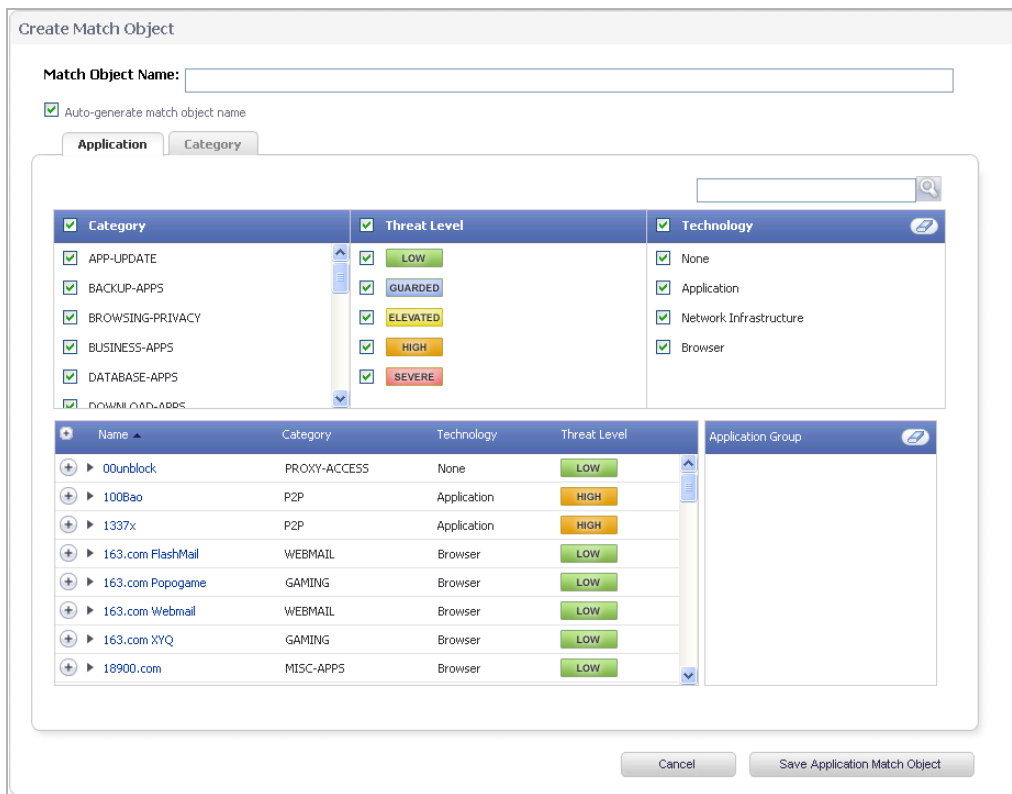 Create Match Object
Match Object Name:
Auto-generate match object name
Application Category
Category Threat Level Technology
APP-UPDATE LOW None
BACKUP-APPS GUARDED Application
BROWSING-PRIVACY ELEVATED Network Infrastructure
BUSINESS-APPS HIGH Browser
DATABASE-APPS SEVERE
DOWNLOAD-APPS
Name Category Technology Threat Level Application Group
00unblock PROXY-ACCESS None LOW
100Bao P2P Application HIGH
1337x P2P Application HIGH
163.com FlashMail WEBMAIL Browser LOW
163.com Popogame GAMING Browser LOW
163.com Webmail WEBMAIL Browser LOW
163.com XYQ GAMING Browser LOW
18900.com MISC-APPS Browser LOW
Cancel Save Application Match Object